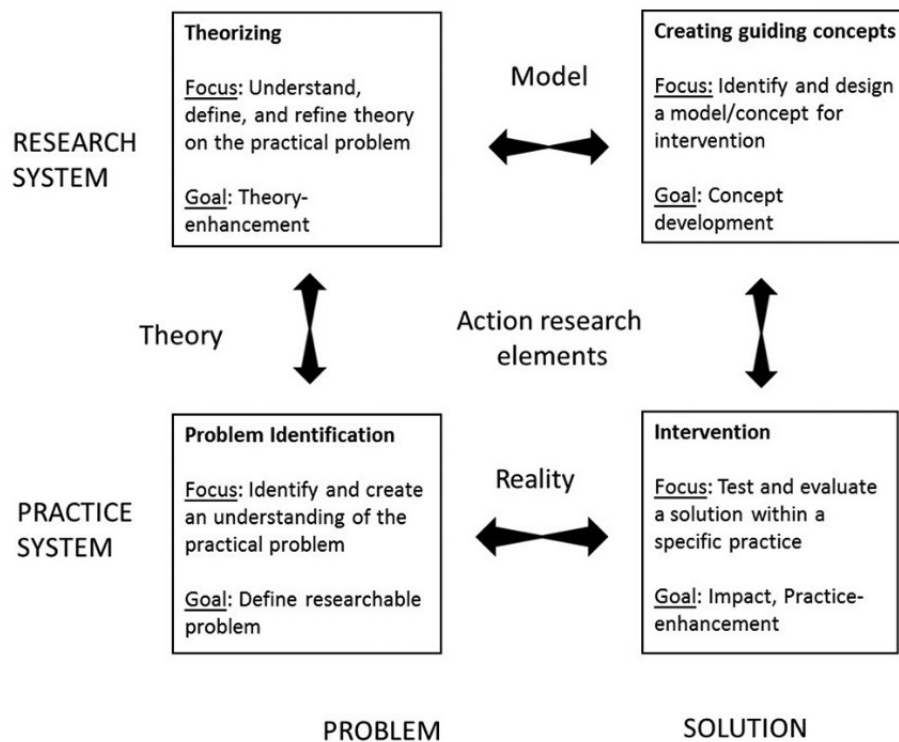 Theorizing
Focus: Understand,
define, and refine theory
on the practical problem
Goal: Theory-
enhancement
Model
Creating guiding concepts
Focus: Identify and design
a model/concept for
intervention
Goal: Concept
development
RESEARCH
SYSTEM
Theory
Action research
elements
Problem Identification
Focus: Identify and create
an understanding of the
practical problem
Goal: Define researchable
problem
Reality
Intervention
Focus: Test and evaluate
a solution within a
specific practice
Goal: Impact, Practice-
enhancement
PRACTICE
SYSTEM
PROBLEM
SOLUTION